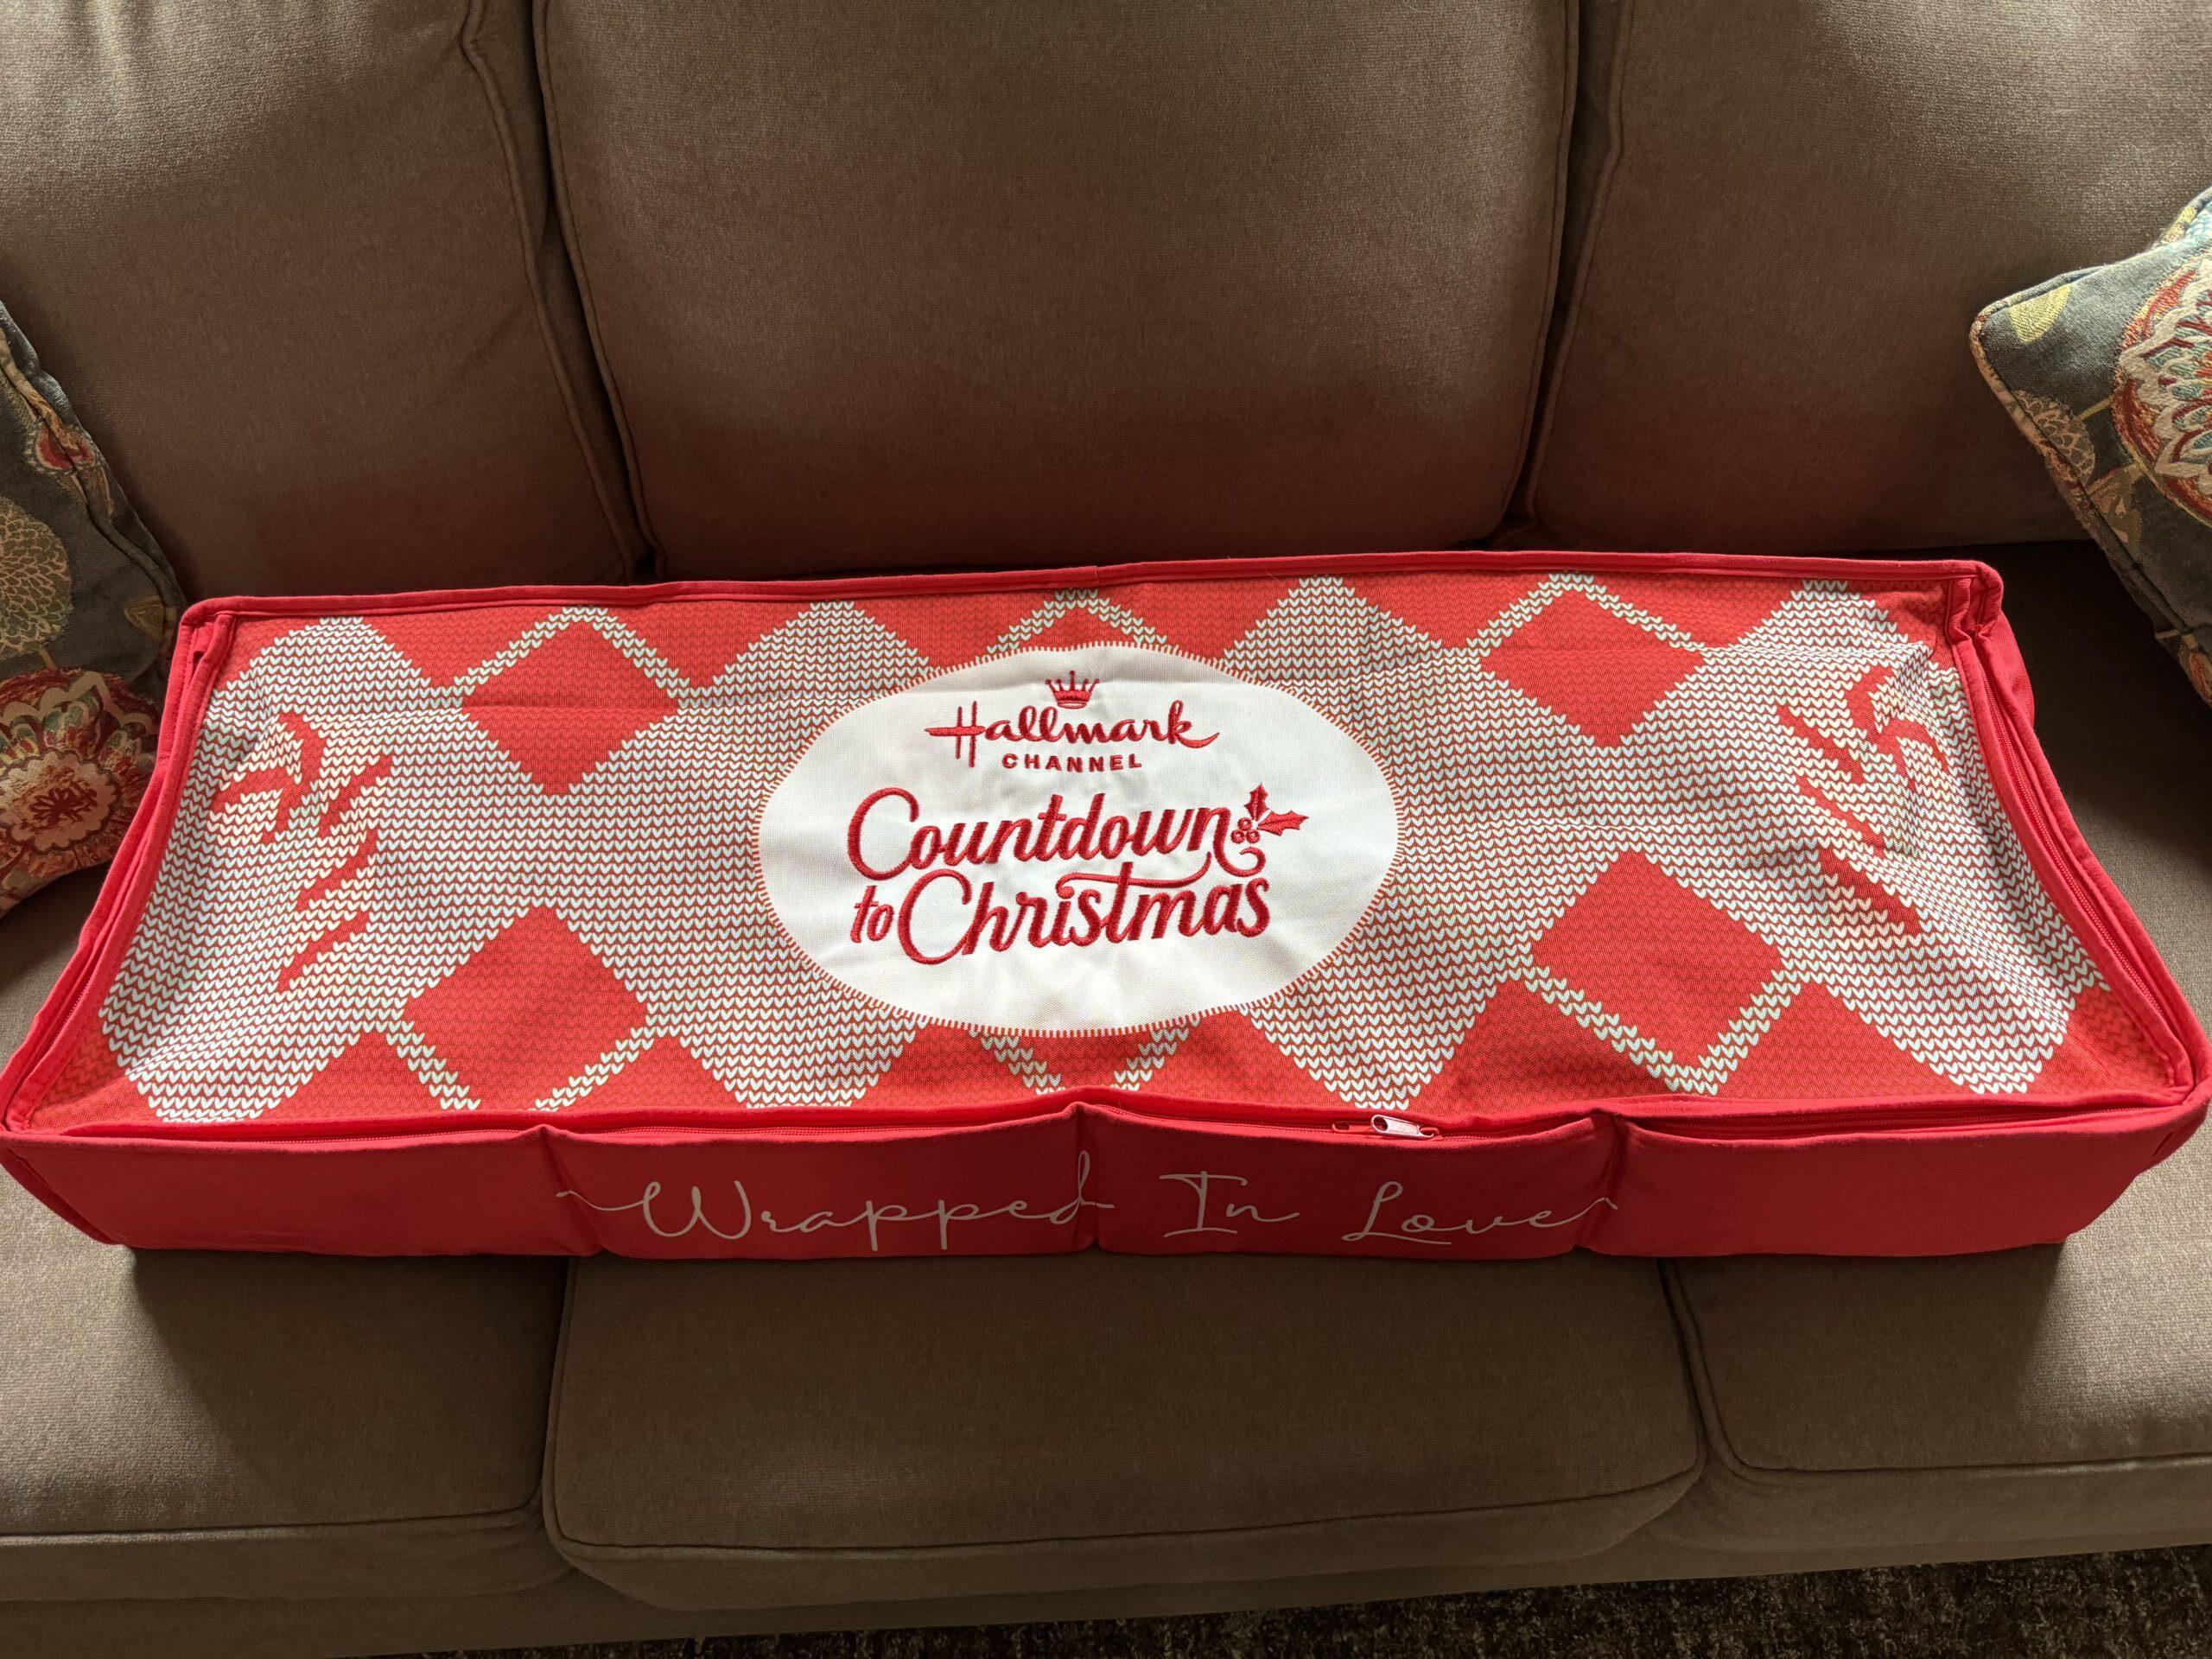 Hallmark
CHANNEL
Countdown
to Christmas
Wrapped In Love